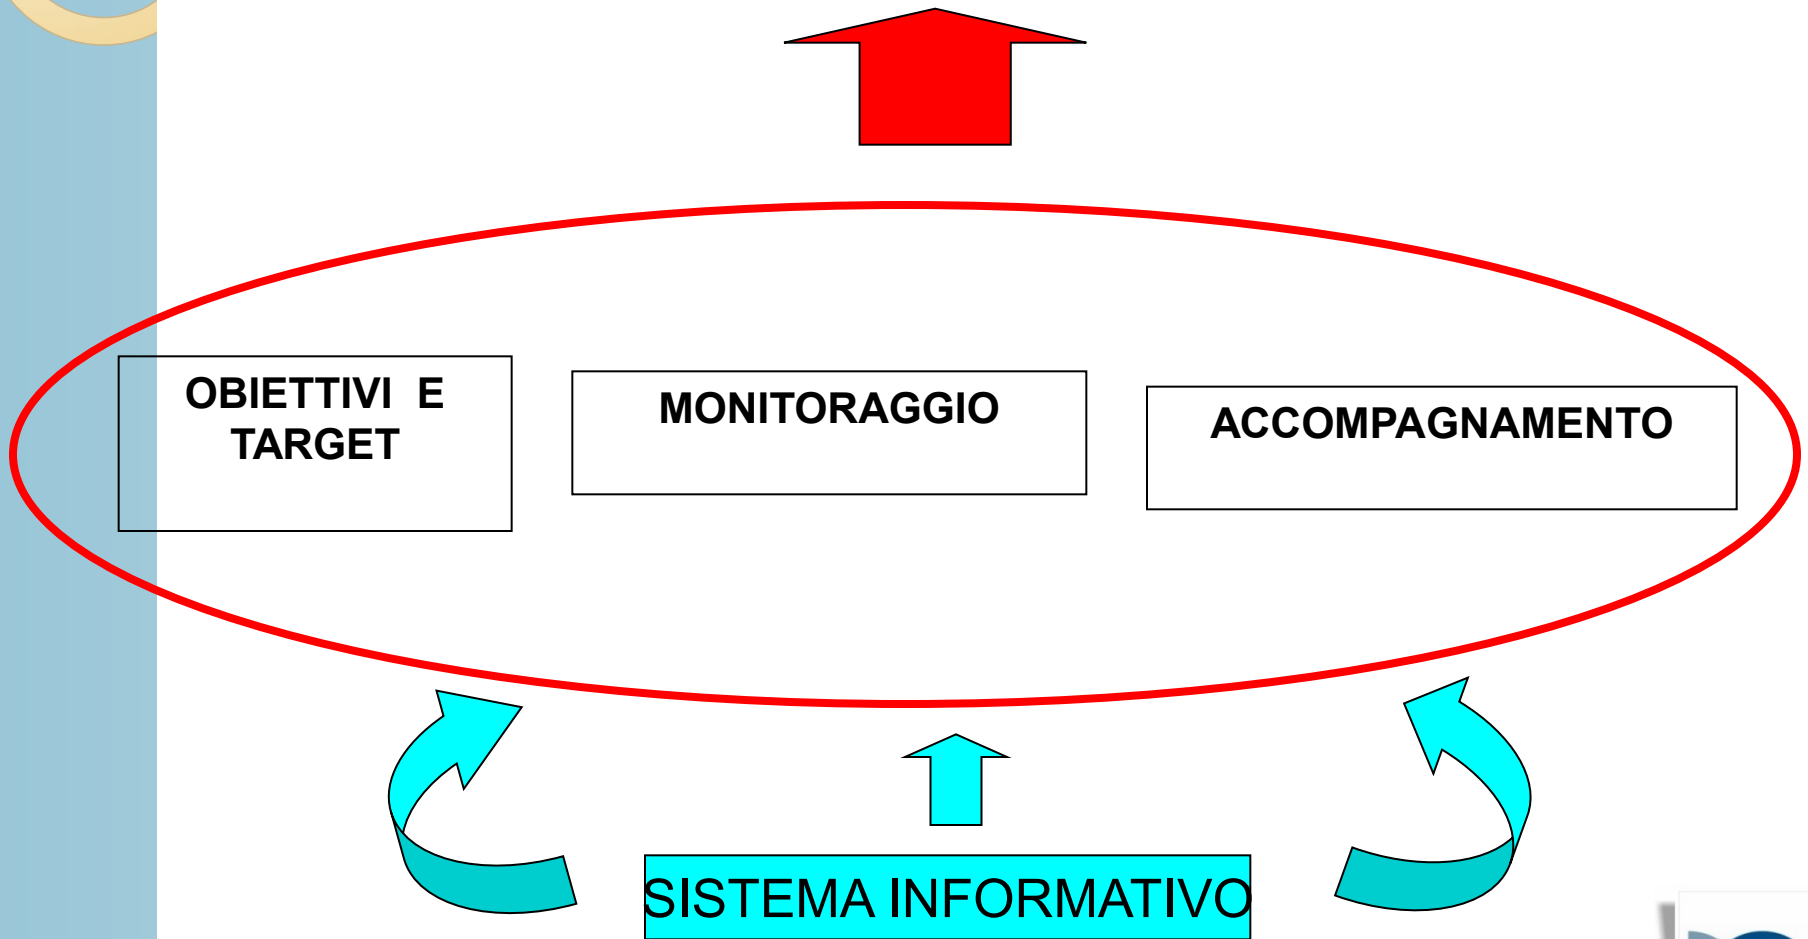 OBIETTIVI E
TARGET
MONITORAGGIO
ACCOMPAGNAMENTO
SISTEMA INFORMATIVO